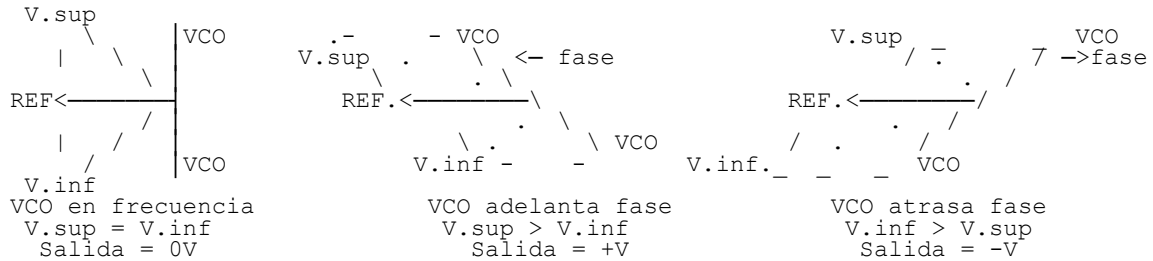 V.sup
VCO - VCO V.sup VCO
V.sup <— fase —>fase
REF<— REF.<— REF.<—
VCO
VCO V.inf V.inf. VCO
V.inf
VCO en frecuencia VCO adelanta fase VCO atrasa fase
V.sup = V.inf V.sup > V.inf V.inf > V.sup
Salida = 0V Salida = +V Salida = -V